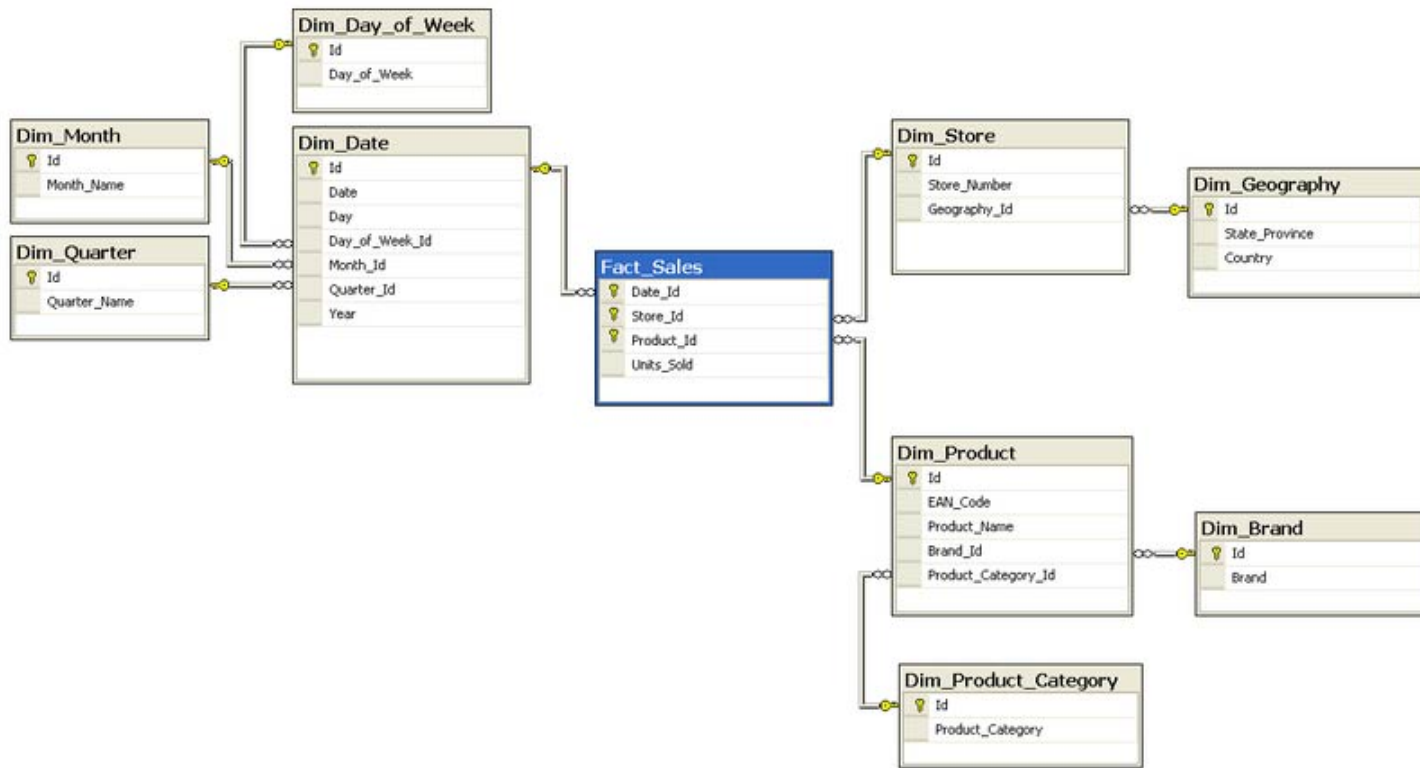 Dim_Day_of_Week
Id
Day_of_Week
Dim_Month
Id
Month_Name
Dim_Quarter
Id
Quarter_Name
Dim_Date
Id
Date
Day
Day_of_Week_Id
Month_Id
Quarter_Id
Year
Fact_Sales
Date_Id
Store_Id
Product_Id
Units_Sold
Dim_Store
Id
Store_Number
Geography_Id
Dim_Geography
Id
State_Province
Country
Dim_Product
Id
EAN_Code
Product_Name
Brand_Id
Product_Category_Id
Dim_Brand
Id
Brand
Dim_Product_Category
Id
Product_Category